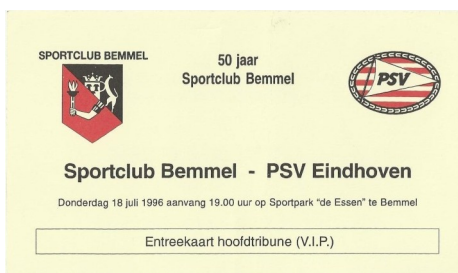 SPORTCLUB BEMMEL
50 jaar
Sportclub Bemmel
PSV
Sportclub Bemmel - PSV Eindhoven
Donderdag 18 juli 1996 aanvang 19.00 uur op Sportpark "de Essen" te Bemmel
Entreekaart hoofdtribune (V.I.P.)